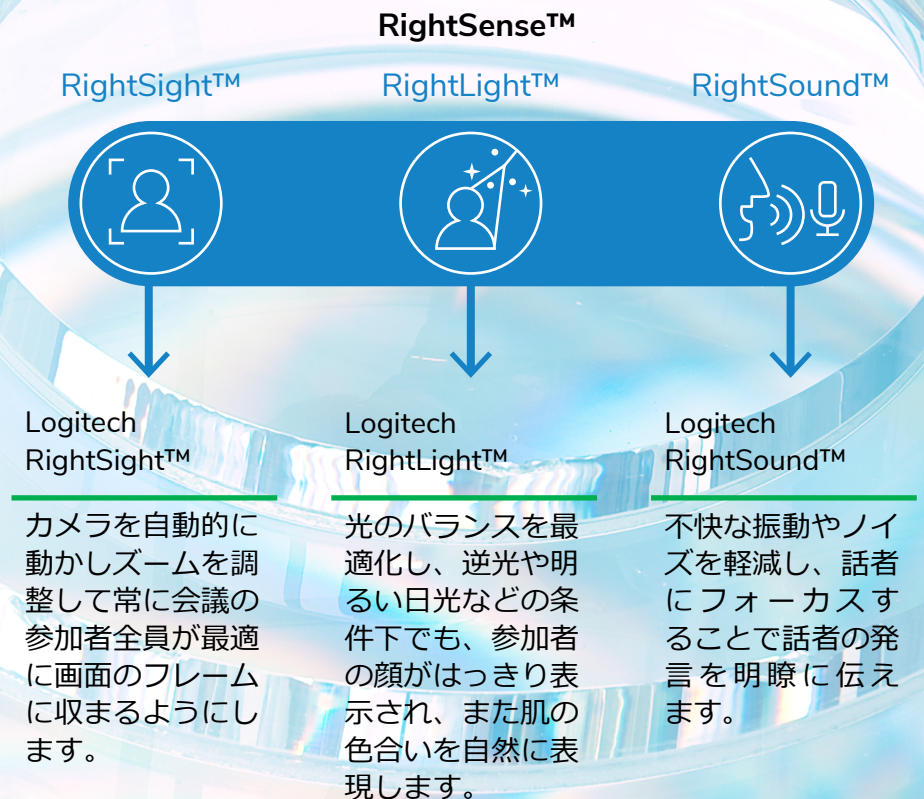 RightSense™
RightSight™
RightLight™
RightSound™
Logitech
RightSight™
カメラを自動的に
動かしズームを調
整して常に会議の
参加者全員が最適
に画面のフレーム
に収まるようにし
ます。
Logitech
RightLight™
光のバランスを最
適化し、逆光や明
るい日光などの条
件下でも、参加者
の顔がはっきり表
示され、また肌の
色合いを自然に表
現します。
Logitech
RightSound™
不快な振動やノイ
ズを軽減し、話者
にフォーカスす
ることで話者の発
言を明瞭に伝え
ます。